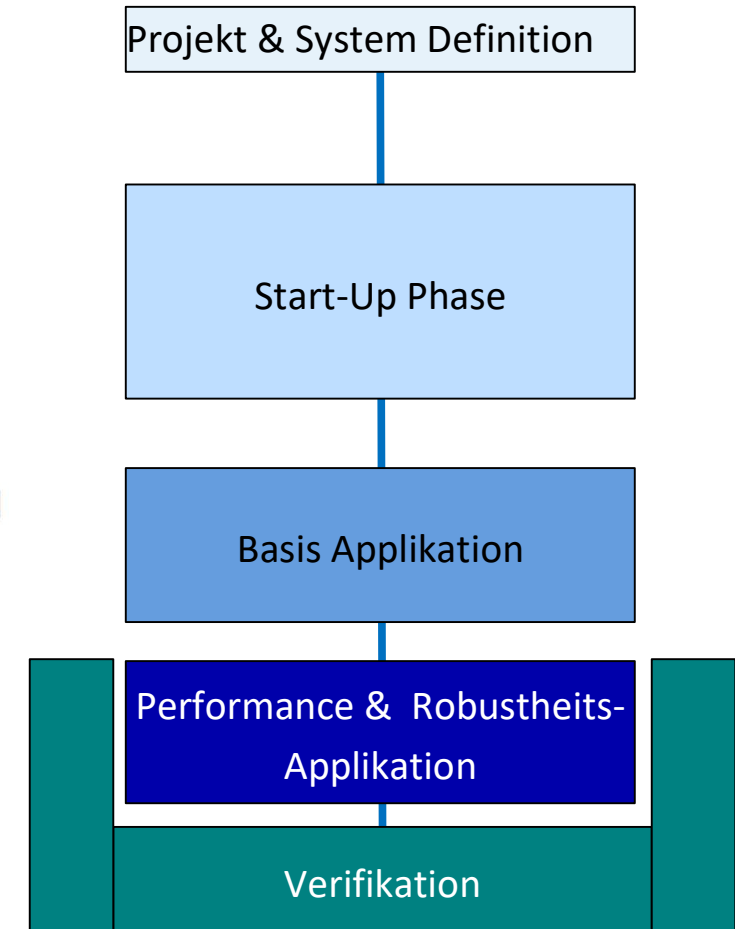 Projekt & System Definition
Start-Up Phase
Basis Applikation
Performance & Robustheits-
Applikation
Verifikation